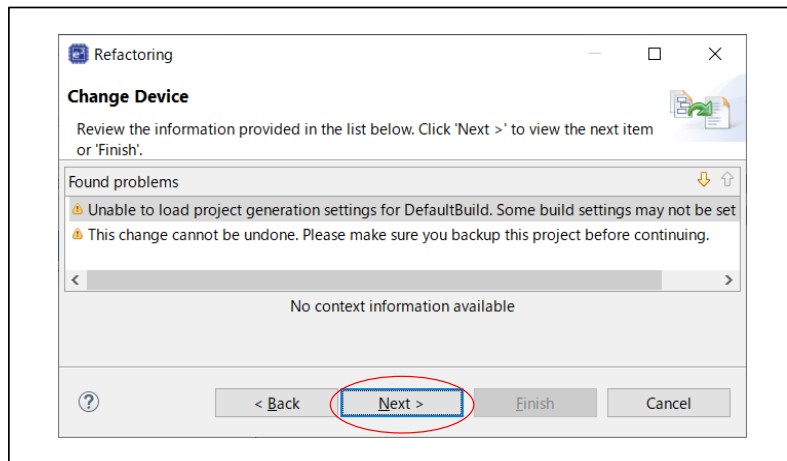 Refactoring
Change Device
Review the information provided in the list below. Click 'Next >' to view the next item
or 'Finish'.
Found problems
Unable to load project generation settings for DefaultBuild. Some build settings may not be set
This change cannot be undone. Please make sure you backup this project before continuing.
No context information available
< Back Next > Finish Cancel